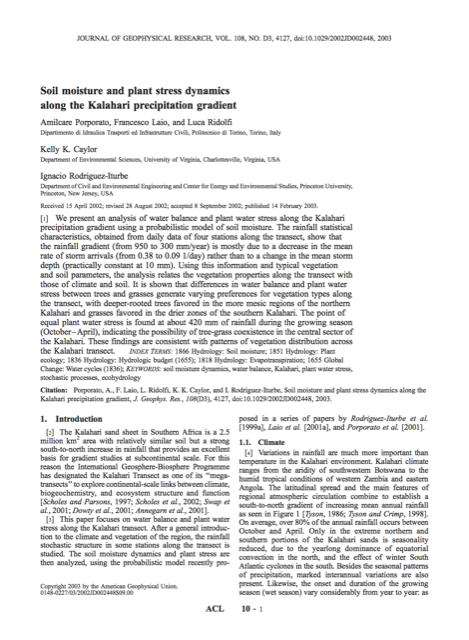 JOURNAL OF GEOPHYSICAL RESEARCH, VOL. 108, NO. D3, 4127, doi:10.1029/2002JD002448, 2003
Soil moisture and plant stress dynamics
along the Kalahari precipitation gradient
Amilcare Porporato, Francesco Laio, and Luca Ridolfi
Dipartimento di Idraulica Trasporti ed Infrastrutture Civili, Politecnico di Torino, Torino, Italy
Kelly K. Caylor
Department of Environmental Sciences, University of Virginia, Charlottesville, Virginia, USA
Ignacio Rodriguez-Iturbe
Department of Civil and Environmental Engineering and Center for Energy and Environmental Studies, Princeton University,
Princeton, New Jersey, USA
Received 15 April 2002; revised 28 August 2002; accepted 8 September 2002; published 14 February 2003.
[1] We present an analysis of water balance and plant water stress along the Kalahari
precipitation gradient using a probabilistic model of soil moisture. The rainfall statistical
characteristics, obtained from daily data of four stations along the transect, show that
the rainfall gradient (from 950 to 300 mm/year) is mostly due to a decrease in the mean
rate of storm arrivals (from 0.38 to 0.09 1/day) rather than to a change in the mean storm
depth (practically constant at 10 mm). Using this information and typical vegetation
and soil parameters, the analysis relates the vegetation properties along the transect with
those of climate and soil. It is shown that differences in water balance and plant water
stress between trees and grasses generate varying preferences for vegetation types along
the transect, with deeper-rooted trees favored in the more mesic regions of the northern
Kalahari and grasses favored in the drier zones of the southern Kalahari. The point of
equal plant water stress is found at about 420 mm of rainfall during the growing season
(October–April), indicating the possibility of tree-grass coexistence in the central sector of
the Kalahari transect. These findings are consistent with patterns of vegetation distribution across
the Kalahari transect. INDEX TERMS: 1866 Hydrology: Soil moisture; 1851 Hydrology: Plant
ecology; 1836 Hydrology: Hydrologic budget (1655); 1818 Hydrology: Evapotranspiration; 1655 Global
Change: Water cycles (1836); KEYWORDS: soil moisture dynamics, water balance, Kalahari, plant water stress,
stochastic processes, ecohydrology
Citation: Porporato, A., F. Laio, L. Ridolfi, K. K. Caylor, and I. Rodriguez-Iturbe, Soil moisture and plant stress dynamics along the
Kalahari precipitation gradient, J. Geophys. Res., 108(D3), 4127, doi:10.1029/2002JD002448, 2003.
1. Introduction
[2] The Kalahari sand sheet in Southern Africa is a 2.5
million km² area with relatively similar soil but a strong
south-to-north increase in rainfall that provides an excellent
basis for gradient studies at subcontinental scale. For this
reason the International Geosphere-Biosphere Programme
has designated the Kalahari Transect as one of its "mega-
transects" to explore continental-scale links between climate,
biogeochemistry, and ecosystem structure and function
[Scholes and Parsons, 1997; Scholes et al., 2002; Swap et
al., 2001; Dowty et al., 2001; Annegarn et al., 2001].
[3] This paper focuses on water balance and plant water
stress along the Kalahari transect. After a general introduc-
tion to the climate and vegetation of the region, the rainfall
stochastic structure in some stations along the transect is
studied. The soil moisture dynamics and plant stress are
then analyzed, using the probabilistic model recently pro-
Copyright 2003 by the American Geophysical Union.
0148-0227/03/2002JD002448$09.00
posed in a series of papers by Rodriguez-Iturbe et al.
[1999a], Laio et al. [2001a], and Porporato et al. [2001].
1.1. Climate
[4] Variations in rainfall are much more important than
temperature in the Kalahari environment. Kalahari climate
ranges from the aridity of southwestern Botswana to the
humid tropical conditions of western Zambia and eastern
Angola. The latitudinal spread and the main features of
regional atmospheric circulation combine to establish a
south-to-north gradient of increasing mean annual rainfall
as seen in Figure 1 [Tyson, 1986; Tyson and Crimp, 1998].
On average, over 80% of the annual rainfall occurs between
October and April. Only in the extreme northern and
southern portions of the Kalahari sands is seasonality
reduced, due to the yearlong dominance of equatorial
convection in the north, and the effect of winter South
Atlantic cyclones in the south. Besides the seasonal patterns
of precipitation, marked interannual variations are also
present. Likewise, the onset and duration of the growing
season (wet season) vary considerably from year to year: as
ACL 10 - 1